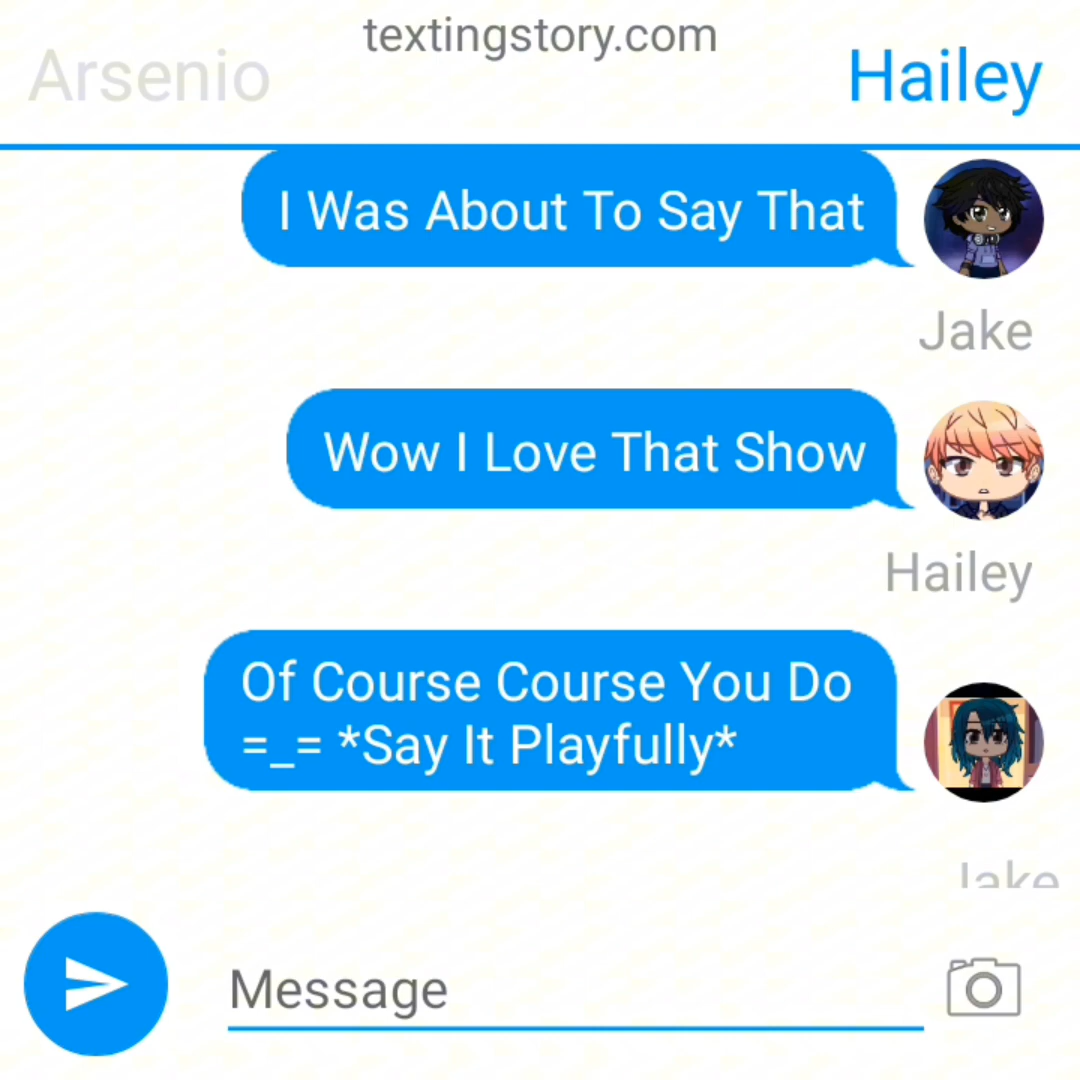 textingstory.com
Arsenio
Hailey
I Was About To Say That
Jake
Wow I Love That Show
Hailey
Of Course Course You Do
=_= *Say It Playfully*
Jake
Message